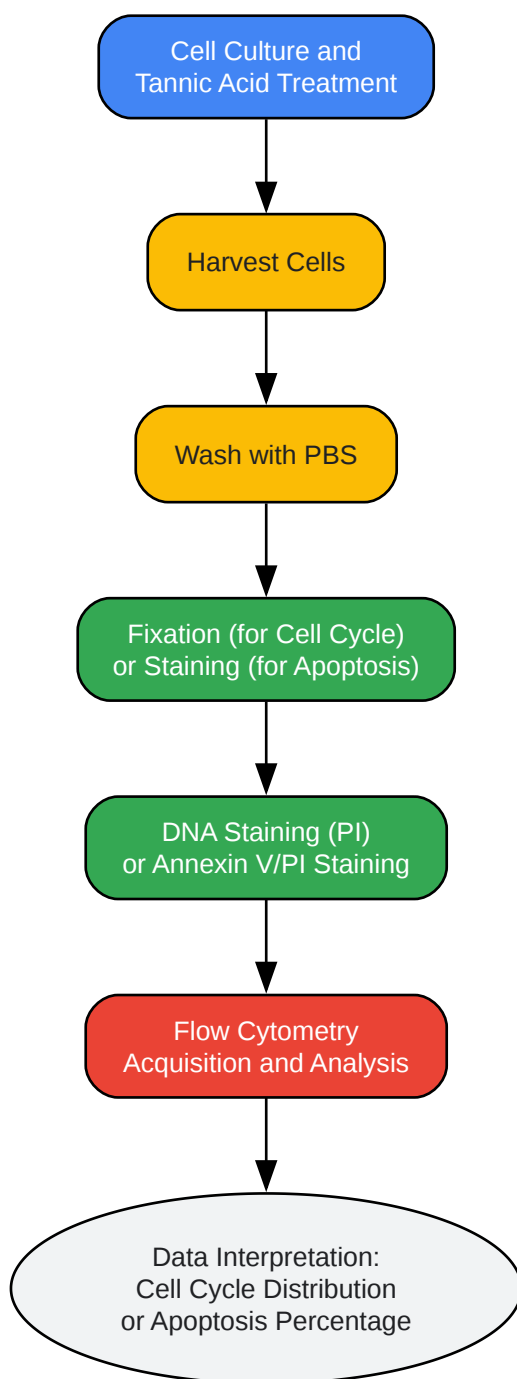 Cell Culture and
Tannic Acid Treatment
Harvest Cells
Wash with PBS
Fixation (for Cell Cycle)
or Staining (for Apoptosis)
DNA Staining (PI)
or Annexin V/PI Staining
Flow Cytometry
Acquisition and Analysis
Data Interpretation:
Cell Cycle Distribution
or Apoptosis Percentage